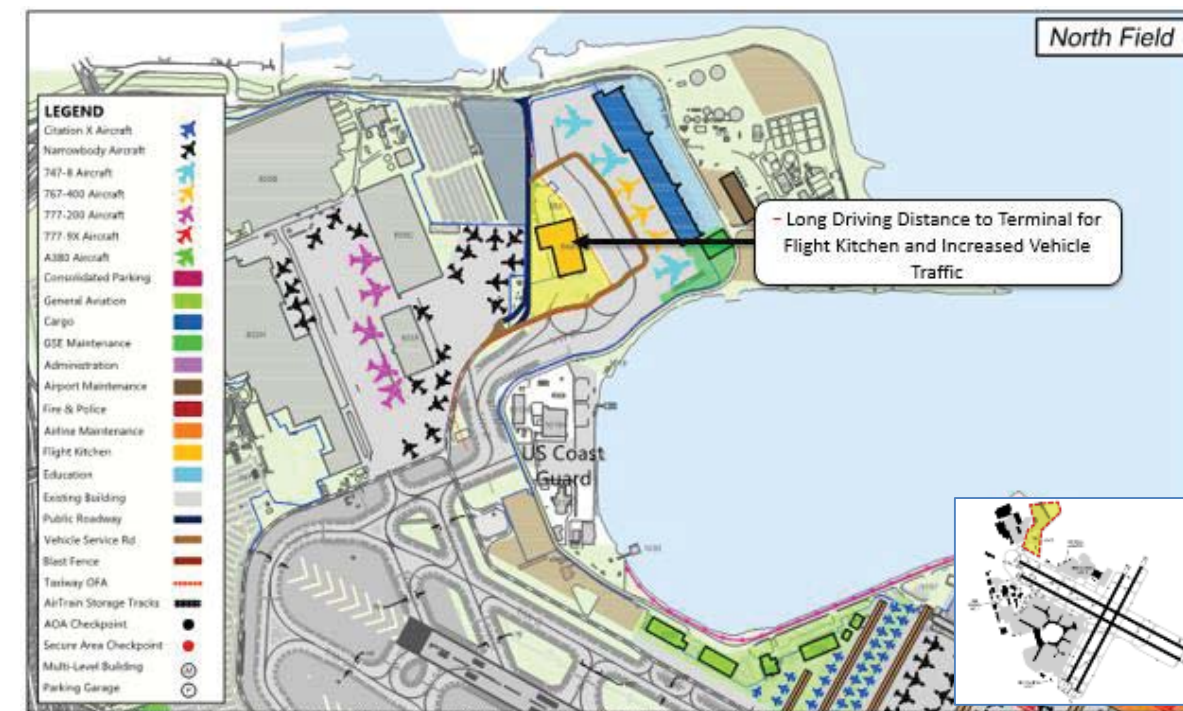 North Field
LEGEND
Citation X Aircraft
Narrowbody Aircraft
747-8 Aircraft
767-400 Aircraft
777-200 Aircraft
777-9X Aircraft
A380 Aircraft
Consolidated Parking
General Aviation
Cargo
GSE Maintenance
Administration
Airport Maintenance
Fire & Police
Airline Maintenance
Flight Kitchen
Education
Existing Building
Public Roadway
Vehicle Service Rd
Blast Fence
Taxiway OFA
AirTrain Storage Tracks
AOA Checkpoint
Secure Area Checkpoint
Multi-Level Building
M
Parking Garage
P
- Long Driving Distance to Terminal for
Flight Kitchen and Increased Vehicle
Traffic
US Coast
Guard